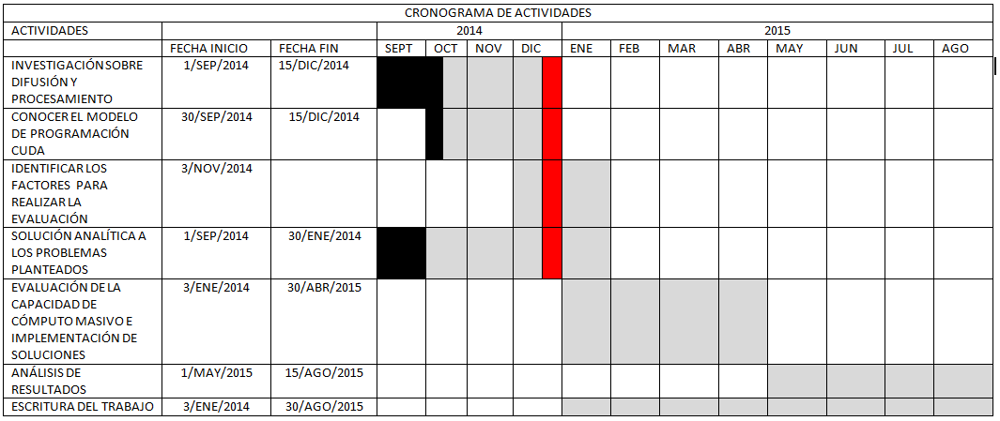 CRONOGRAMA DE ACTIVIDADES
ACTIVIDADES 2014 2015
FECHA INICIO FECHA FIN SEPT OCT NOV DIC ENE FEB MAR ABR MAY JUN JUL AGO
INVESTIGACIÓN SOBRE 1/SEP/2014 15/DIC/2014
DIFUSIÓN Y
PROCESAMIENTO
CONOCER EL MODELO 30/SEP/2014 15/DIC/2014
DE PROGRAMACIÓN
CUDA
IDENTIFICAR LOS 3/NOV/2014
FACTORES PARA
REALIZAR LA
EVALUACIÓN
SOLUCIÓN ANALÍTICA A 1/SEP/2014 30/ENE/2014
LOS PROBLEMAS
PLANTEADOS
EVALUACIÓN DE LA 3/ENE/2014 30/ABR/2015
CAPACIDAD DE
CÓMPUTO MASIVO E
IMPLEMENTACIÓN DE
SOLUCIONES
ANÁLISIS DE 1/MAY/2015 15/AGO/2015
RESULTADOS
ESCRITURA DEL TRABAJO 3/ENE/2014 30/AGO/2015